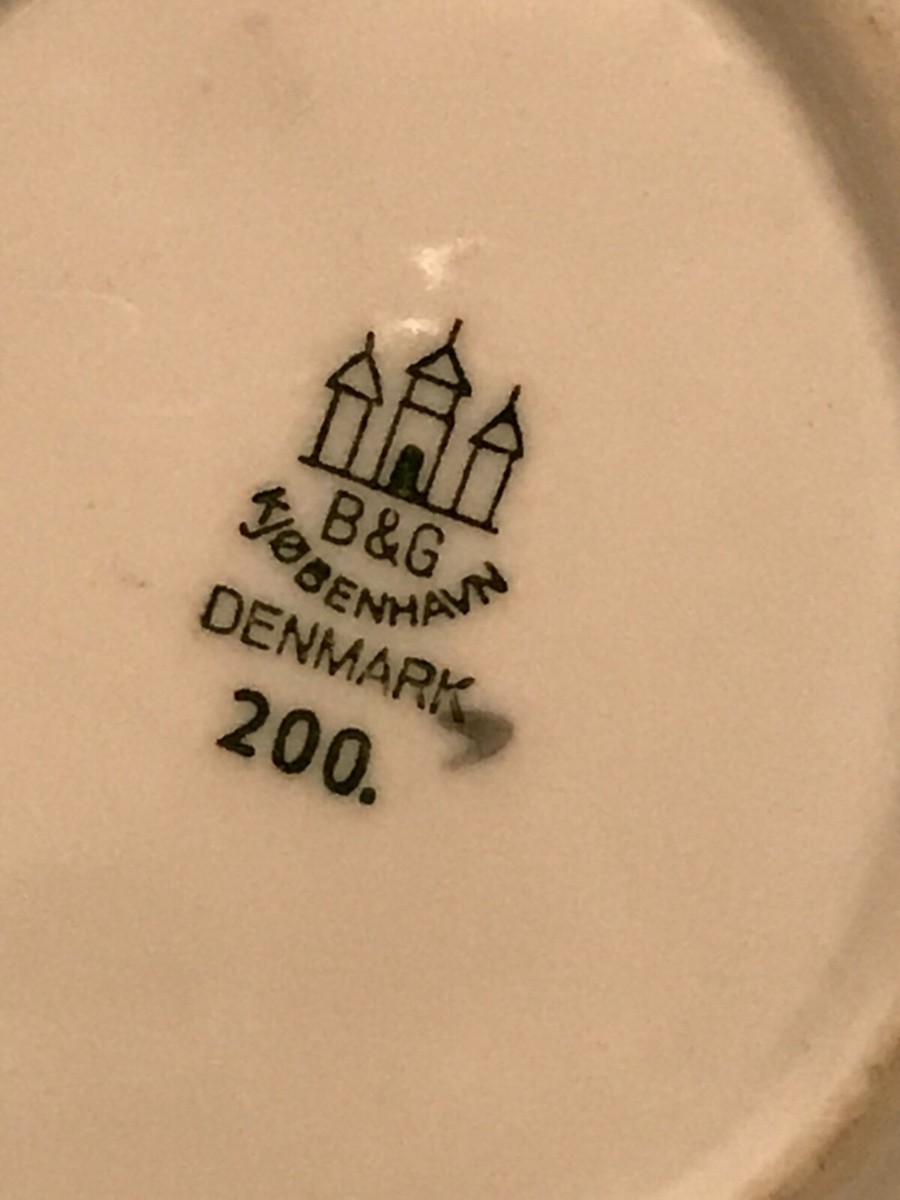 B&G
KJØBENHAVN
DENMARK
200.